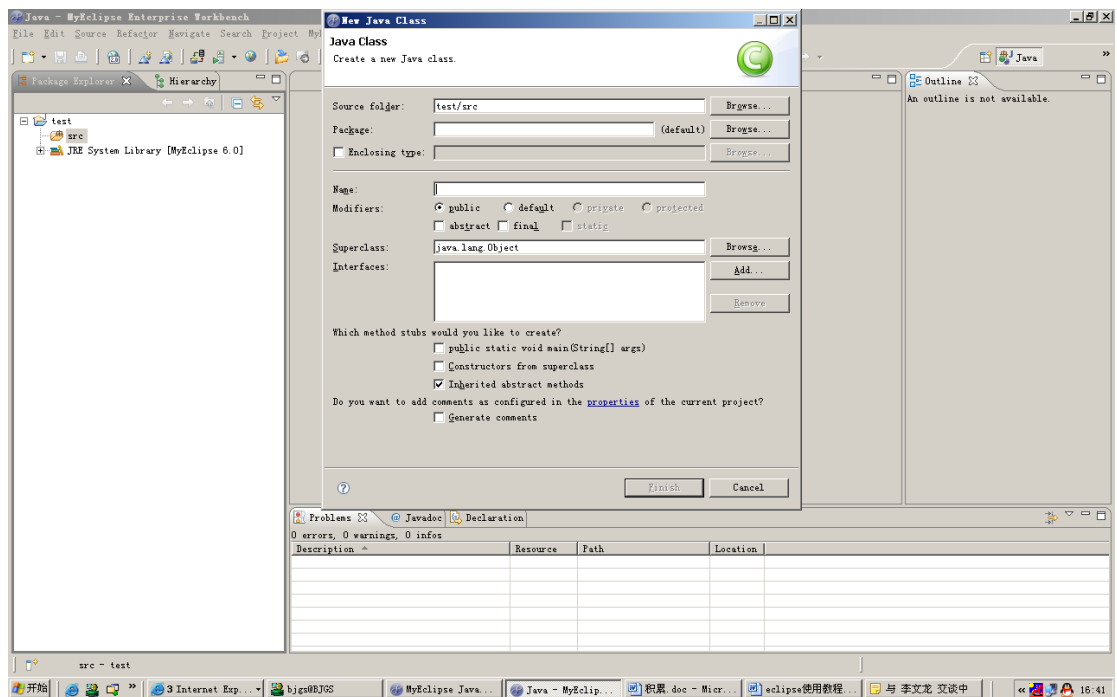 Java - MyEclipse Enterprise Workbench
File Edit Source Refactor Navigate Search Project
Java
Package Explorer Hierarchy
test
src
JRE System Library [MyEclipse 6.0]
New Java Class
Java Class
Create a new Java class.
Source folder: test/src Browse...
Package: (default) Browse...
Enclosing type: Browse...
Name:
Modifiers: public default private protected
abstract final static
Superclass: java.lang.Object Browse...
Interfaces: Add...
Remove
Which method stubs would you like to create?
public static void main(String[] args)
Constructors from superclass
Inherited abstract methods
Do you want to add comments as configured in the properties of the current project?
Generate comments
Finish Cancel
Outline
An outline is not available.
Problems @ Javadoc Declaration
0 errors, 0 warnings, 0 infos
Description Resource Path Location
src - test
开始 3 Internet Exp... bjgs@BJGS MyEclipse Java... Java - MyEclip... 积累.doc - Micr... eclipse使用教程... 与 李文龙 交谈中 16:41